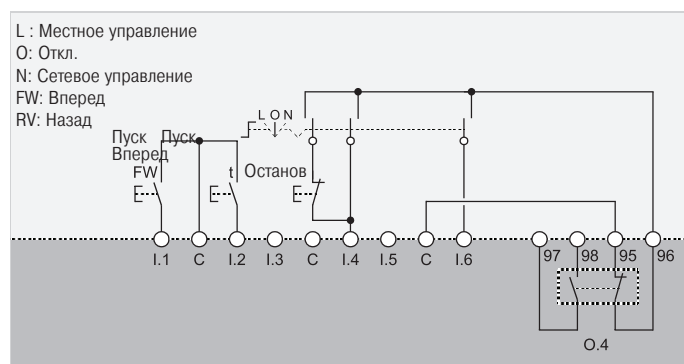 L : Местное управление
O: Откл.
N: Сетевое управление
FW: Вперед
RV: Назад
L O N
Пуск Пуск
Вперед
FW
t
Останов
I.1 C I.2 I.3 C I.4 I.5 C I.6 97 98 95 96
O.4